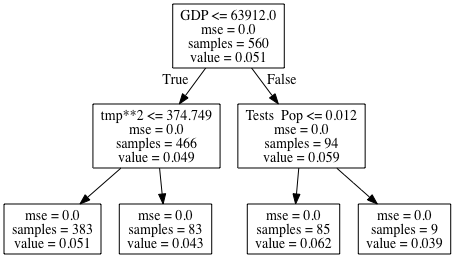 GDP <= 63912.0
mse = 0.0
samples = 560
value = 0.051
True
False
tmp**2 <= 374.749
mse = 0.0
samples = 466
value = 0.049
Tests Pop <= 0.012
mse = 0.0
samples = 94
value = 0.059
mse = 0.0
samples = 383
value = 0.051
mse = 0.0
samples = 83
value = 0.043
mse = 0.0
samples = 85
value = 0.062
mse = 0.0
samples = 9
value = 0.039